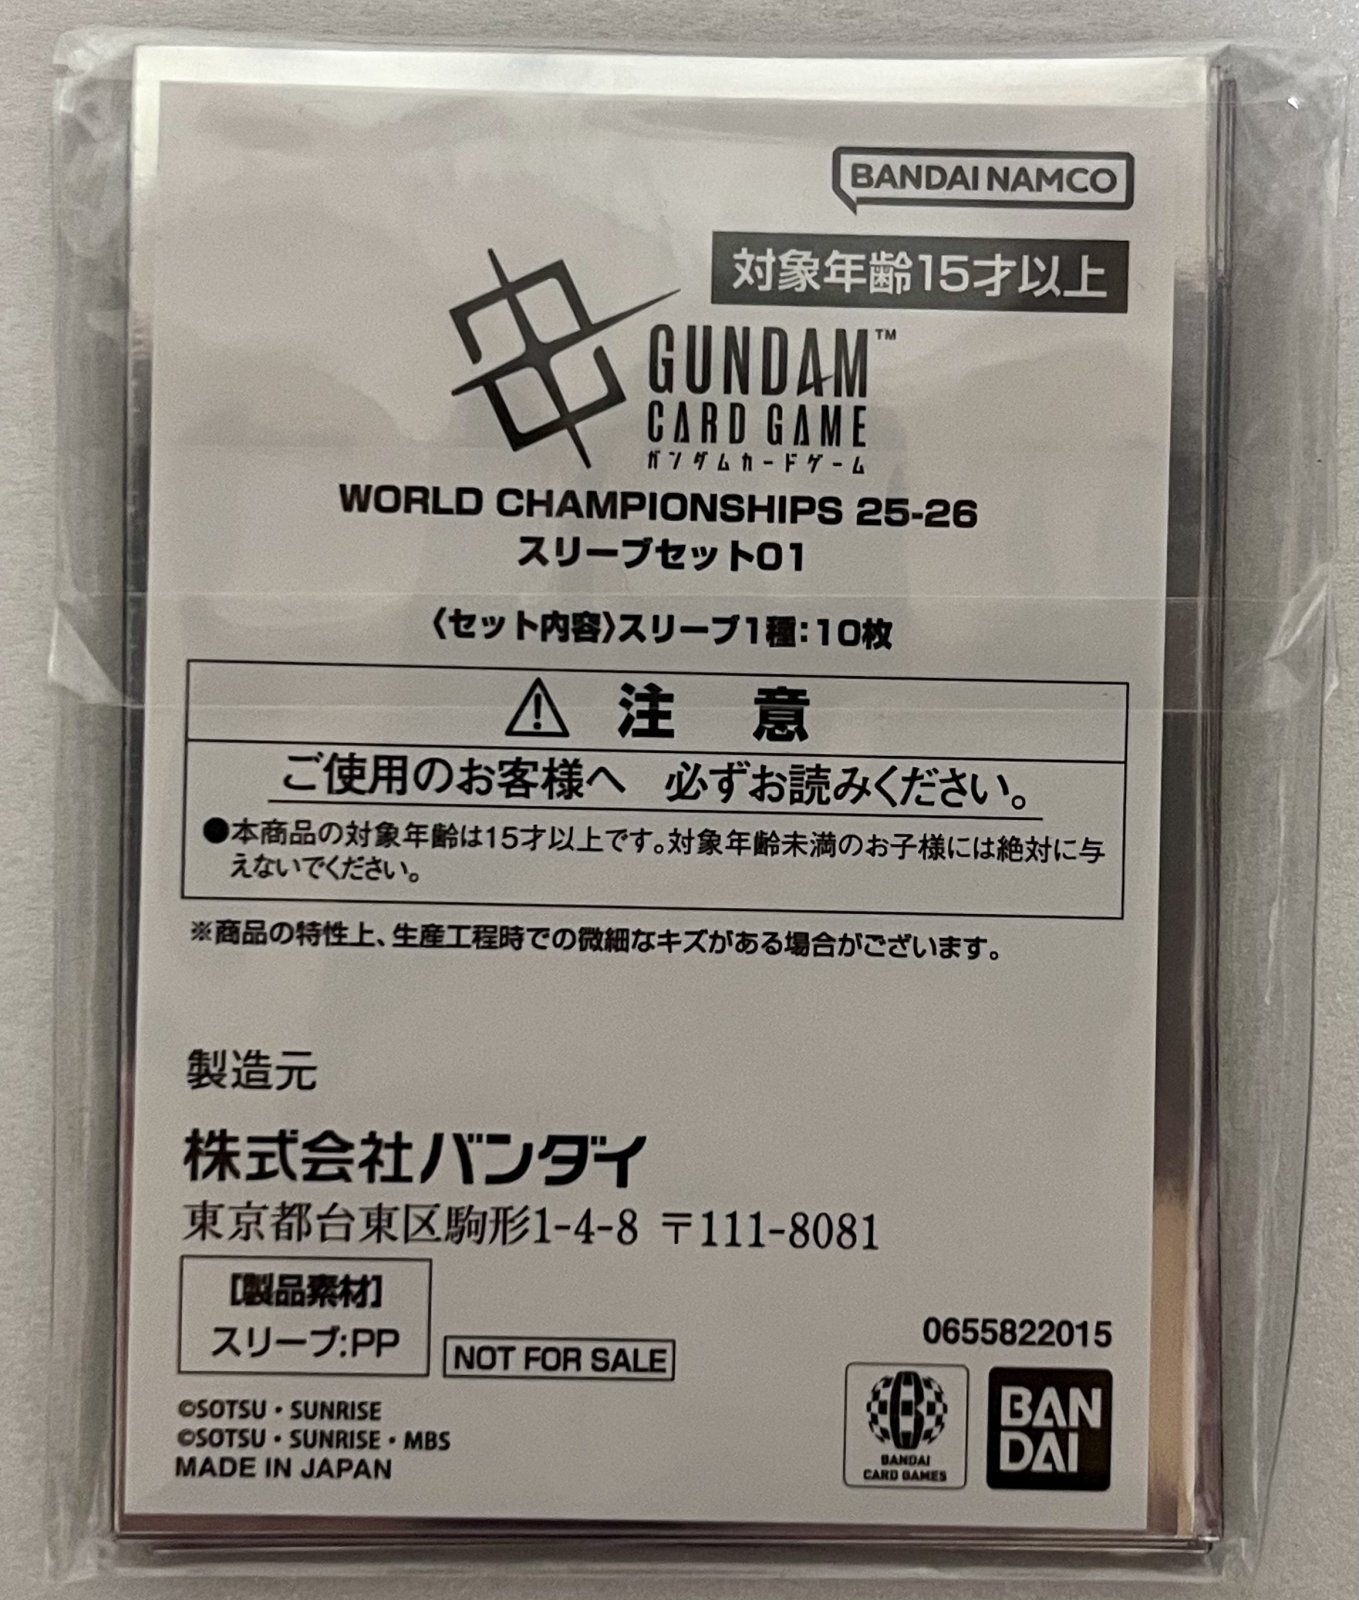 BANDAI NAMCO
対象年齢15才以上
GUNDAM™
CARD GAME
ガンダムカードゲーム
WORLD CHAMPIONSHIPS 25-26
スリーブセット01
〈セット内容〉スリーブ1種:10枚
⚠ 注 意
ご使用のお客様へ 必ずお読みください。
●本商品の対象年齢は15才以上です。対象年齢未満のお子様には絶対に与
えないでください。
※商品の特性上、生産工程時での微細なキズがある場合がございます。
製造元
株式会社バンダイ
東京都台東区駒形1-4-8 〒111-8081
[製品素材]
スリーブ:PP
NOT FOR SALE
0655822015
©SOTSU・SUNRISE
©SOTSU・SUNRISE・MBS
MADE IN JAPAN
BANDAI
CARD GAMES
BAN
DAI